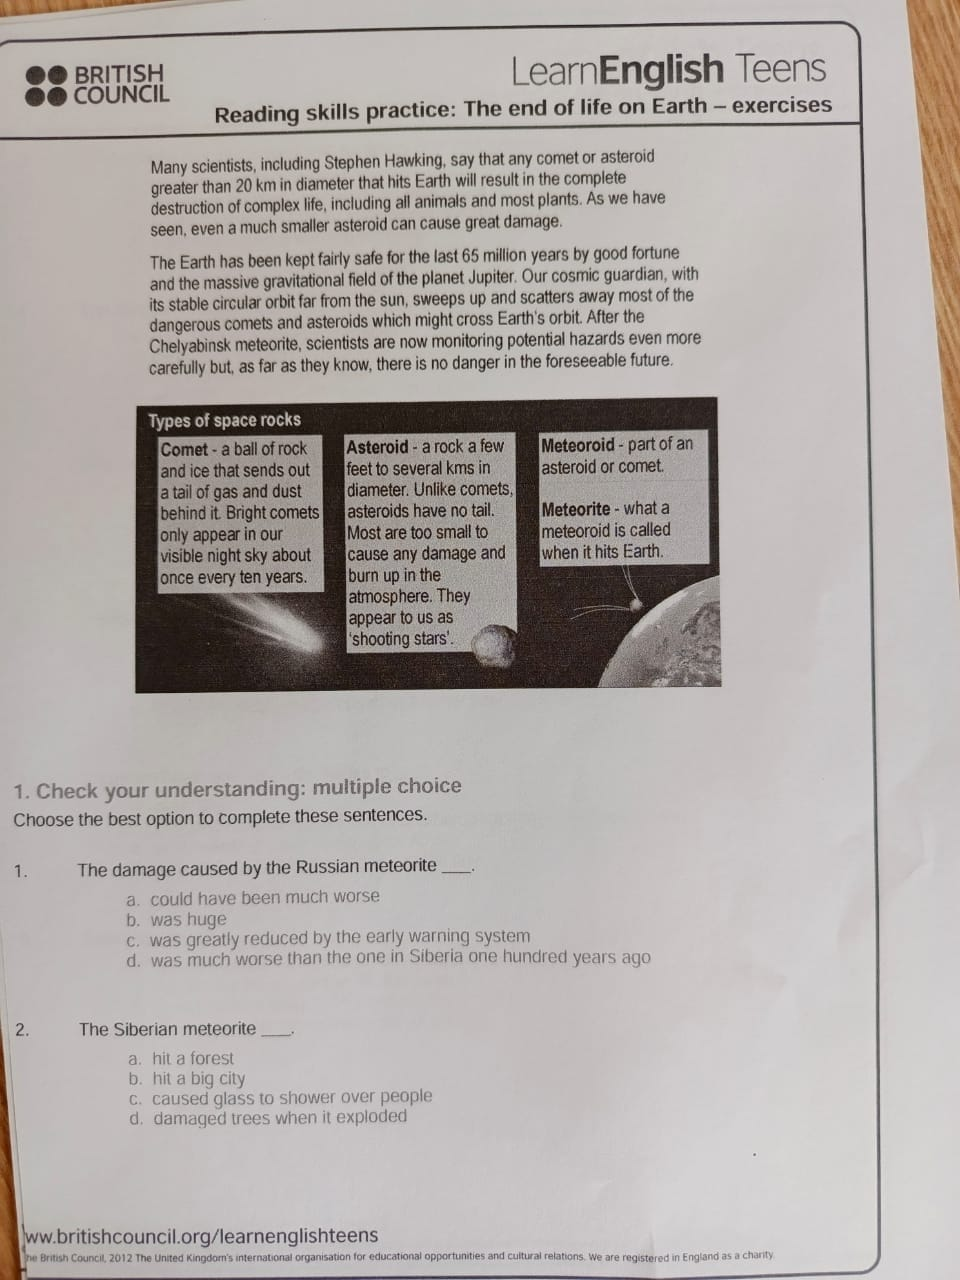 BRITISH
COUNCIL
LearnEnglish Teens
Reading skills practice: The end of life on Earth – exercises
Many scientists, including Stephen Hawking, say that any comet or asteroid
greater than 20 km in diameter that hits Earth will result in the complete
destruction of complex life, including all animals and most plants. As we have
seen, even a much smaller asteroid can cause great damage.
The Earth has been kept fairly safe for the last 65 million years by good fortune
and the massive gravitational field of the planet Jupiter. Our cosmic guardian, with
its stable circular orbit far from the sun, sweeps up and scatters away most of the
dangerous comets and asteroids which might cross Earth's orbit. After the
Chelyabinsk meteorite, scientists are now monitoring potential hazards even more
carefully but, as far as they know, there is no danger in the foreseeable future.
Types of space rocks
Comet - a ball of rock
and ice that sends out
a tail of gas and dust
behind it. Bright comets
only appear in our
visible night sky about
once every ten years.
Asteroid - a rock a few
feet to several kms in
diameter. Unlike comets,
asteroids have no tail.
Most are too small to
cause any damage and
burn up in the
atmosphere. They
appear to us as
'shooting stars'.
Meteoroid - part of an
asteroid or comet.
Meteorite - what a
meteoroid is called
when it hits Earth.
1. Check your understanding: multiple choice
Choose the best option to complete these sentences.
1. The damage caused by the Russian meteorite ___.
a. could have been much worse
b. was huge
c. was greatly reduced by the early warning system
d. was much worse than the one in Siberia one hundred years ago
2. The Siberian meteorite ___.
a. hit a forest
b. hit a big city
c. caused glass to shower over people
d. damaged trees when it exploded
ww.britishcouncil.org/learnenglishteens
he British Council, 2012 The United Kingdom's international organisation for educational opportunities and cultural relations. We are registered in England as a charity.